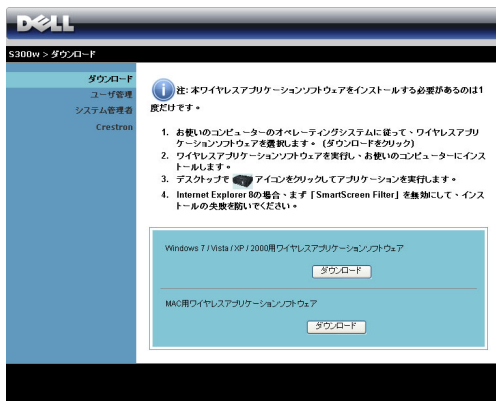 DELL
S300w > ダウンロード
ダウンロード
ユーザ管理
システム管理者
Crestron
注: 本ワイヤレスアプリケーションソフトウェアをインストールする必要があるのは1
度だけです。
1. お使いのコンピューターのオペレーティングシステムに従って、ワイヤレスアプリ
ケーションソフトウェアを選択します。 (ダウンロードをクリック)
2. ワイヤレスアプリケーションソフトウェアを実行し、お使いのコンピューターにインス
トールします。
3. デスクトップで アイコンをクリックしてアプリケーションを実行します。
4. Internet Explorer 8の場合、まず「SmartScreen Filter」を無効にして、インス
トールの失敗を防いでください。
Windows 7 / Vista / XP / 2000用ワイヤレスアプリケーションソフトウェア
ダウンロード
MAC用ワイヤレスアプリケーションソフトウェア
ダウンロード